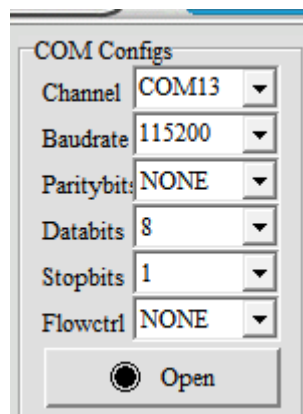 COM Configs
Channel COM13
Baudrate 115200
Paritybits NONE
Databits 8
Stopbits 1
Flowctrl NONE
Open